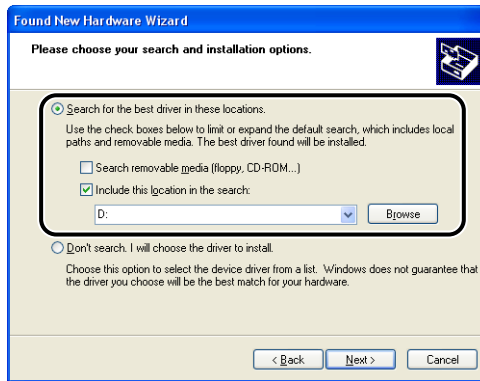 Found New Hardware Wizard
Please choose your search and installation options.
Search for the best driver in these locations.
Use the check boxes below to limit or expand the default search, which includes local
paths and removable media. The best driver found will be installed.
Search removable media (floppy, CD-ROM...)
Include this location in the search:
D:
Browse
Don't search. I will choose the driver to install.
Choose this option to select the device driver from a list. Windows does not guarantee that
the driver you choose will be the best match for your hardware.
< Back
Next >
Cancel